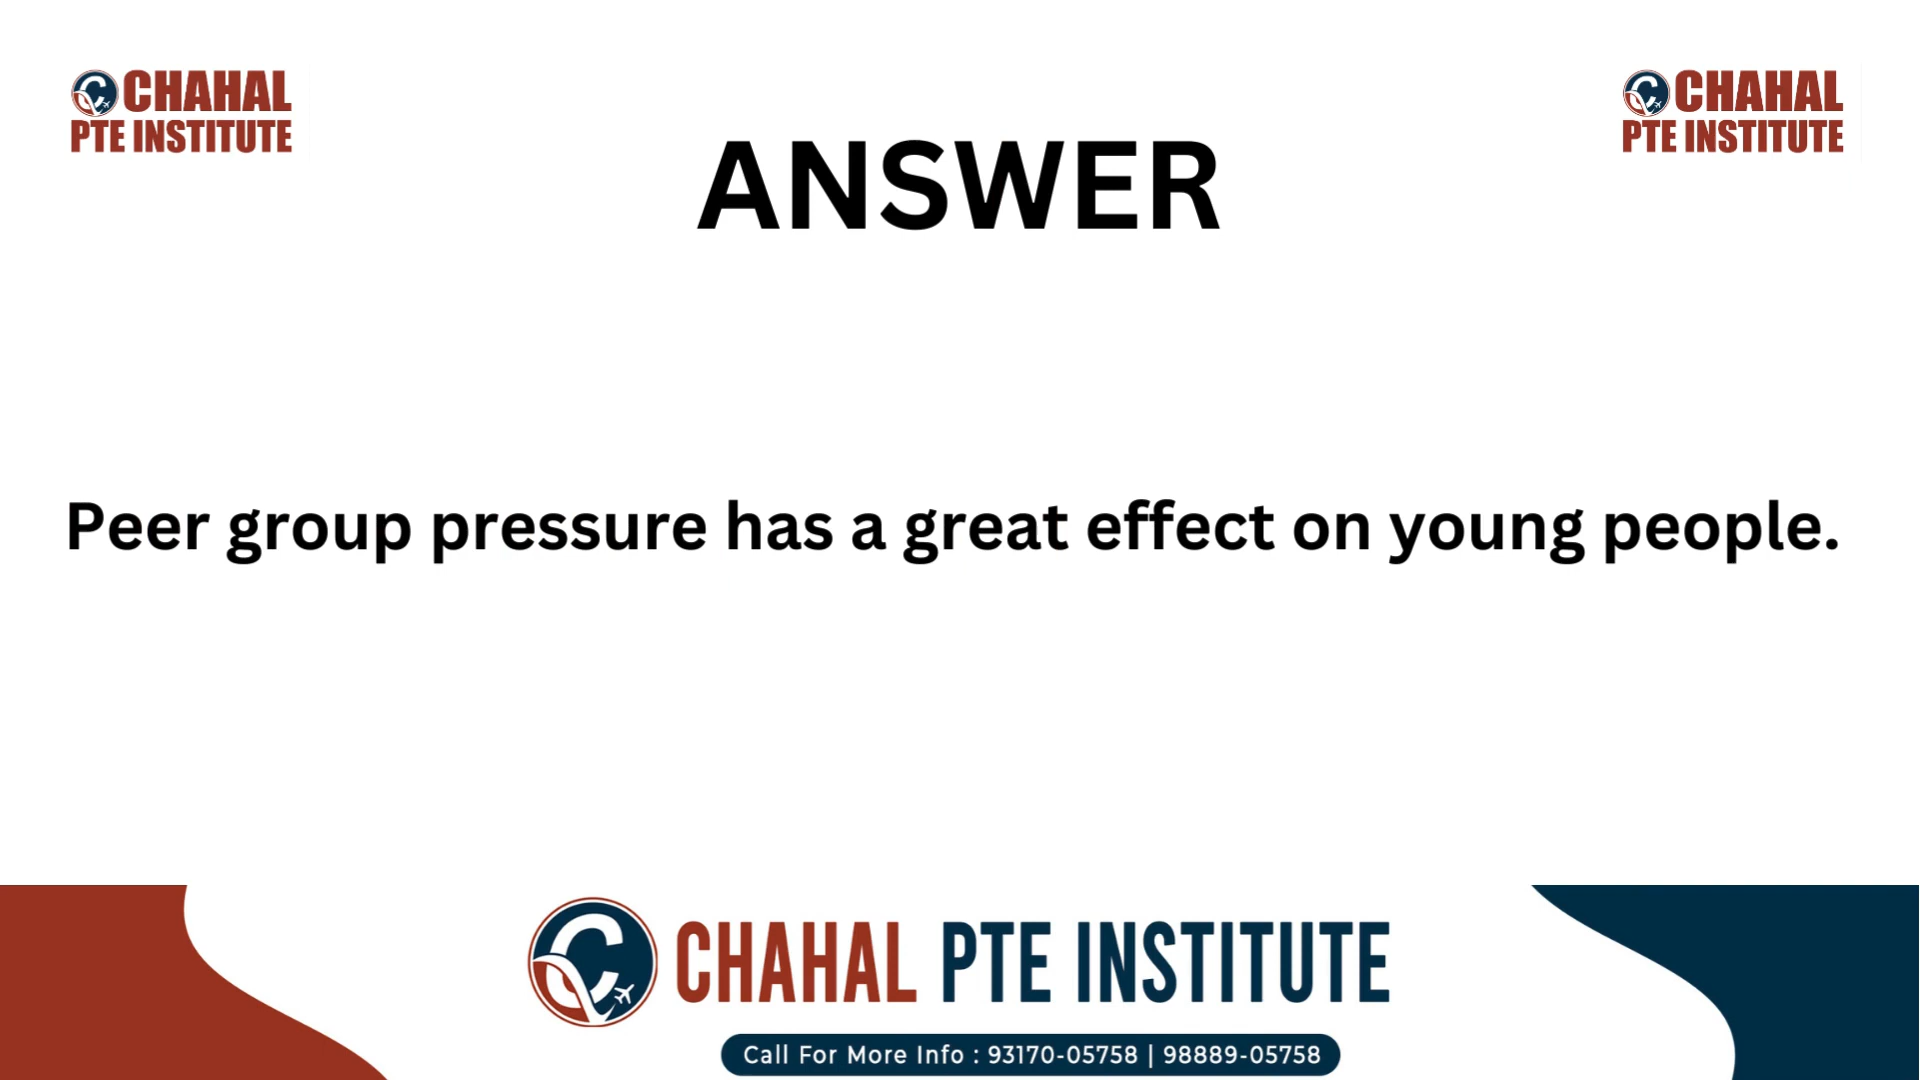 CHAHAL
PTE INSTITUTE
CHAHAL
PTE INSTITUTE
ANSWER
Peer group pressure has a great effect on young people.
CHAHAL PTE INSTITUTE
Call For More Info : 93170-05758 | 98889-05758